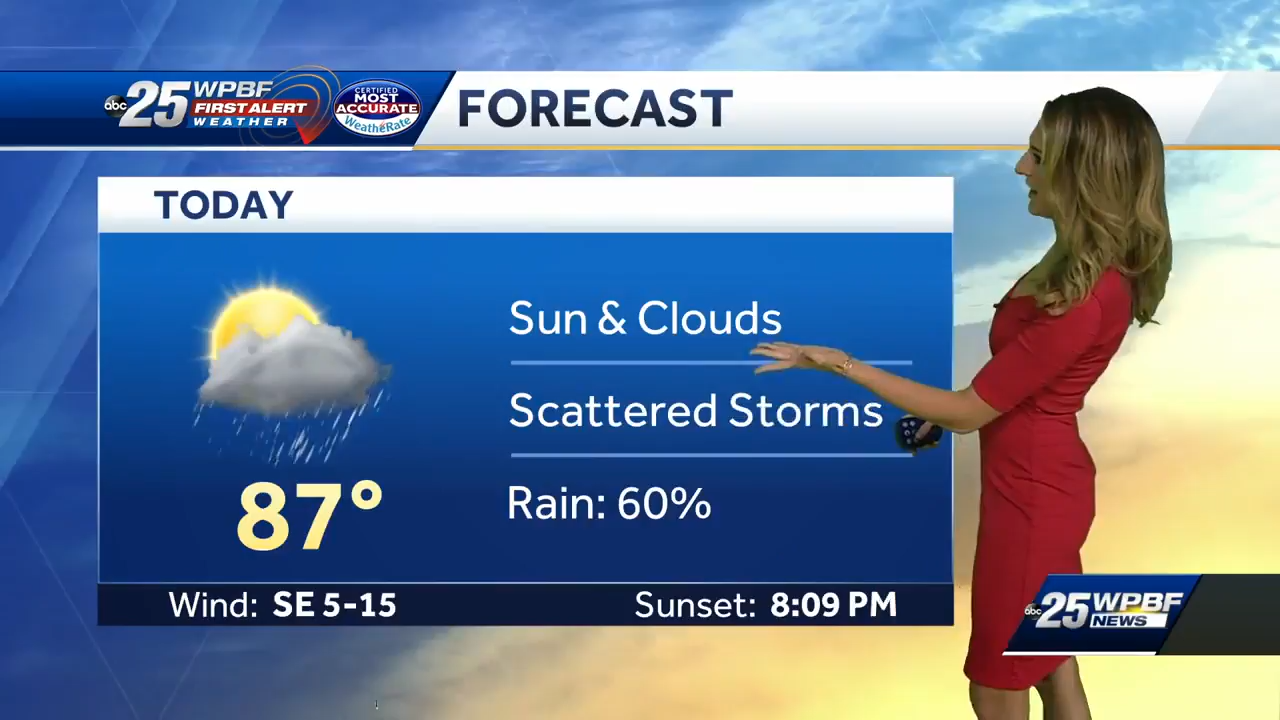 abc 25 WPBF
FIRST ALERT
WEATHER
CERTIFIED
MOST
ACCURATE
WeatheRate
FORECAST
TODAY
Sun & Clouds
Scattered Storms
Rain: 60%
87°
Wind: SE 5-15
Sunset: 8:09 PM
abc 25 WPBF
NEWS